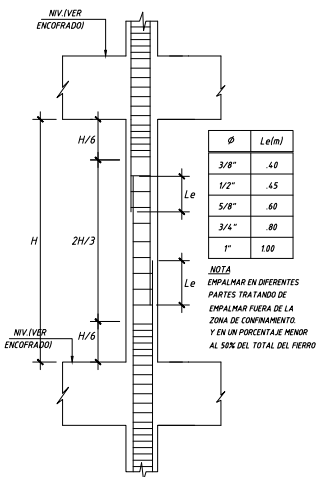 NIV.(VER
ENCOFRADO)
H/6
H
2H/3
H/6
NIV.(VER
ENCOFRADO)
Le
Le
Ø Le(m)
3/8" .40
1/2" .45
5/8" .60
3/4" .80
1" 1.00
NOTA
EMPALMAR EN DIFERENTES
PARTES TRATANDO DE
EMPALMAR FUERA DE LA
ZONA DE CONFINAMIENTO.
Y EN UN PORCENTAJE MENOR
AL 50% DEL TOTAL DEL FIERRO